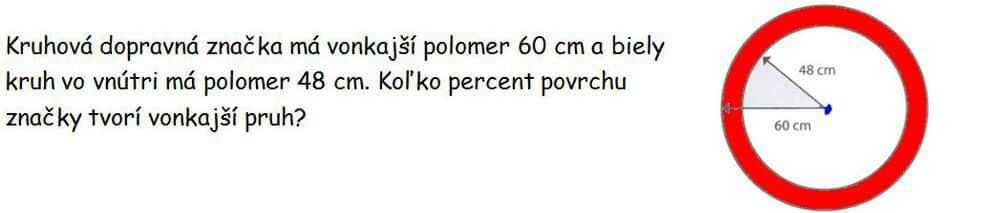 Kruhová dopravná značka má vonkajší polomer 60 cm a biely
kruh vo vnútri má polomer 48 cm. Koľko percent povrchu
značky tvorí vonkajší pruh?
48 cm
60 cm